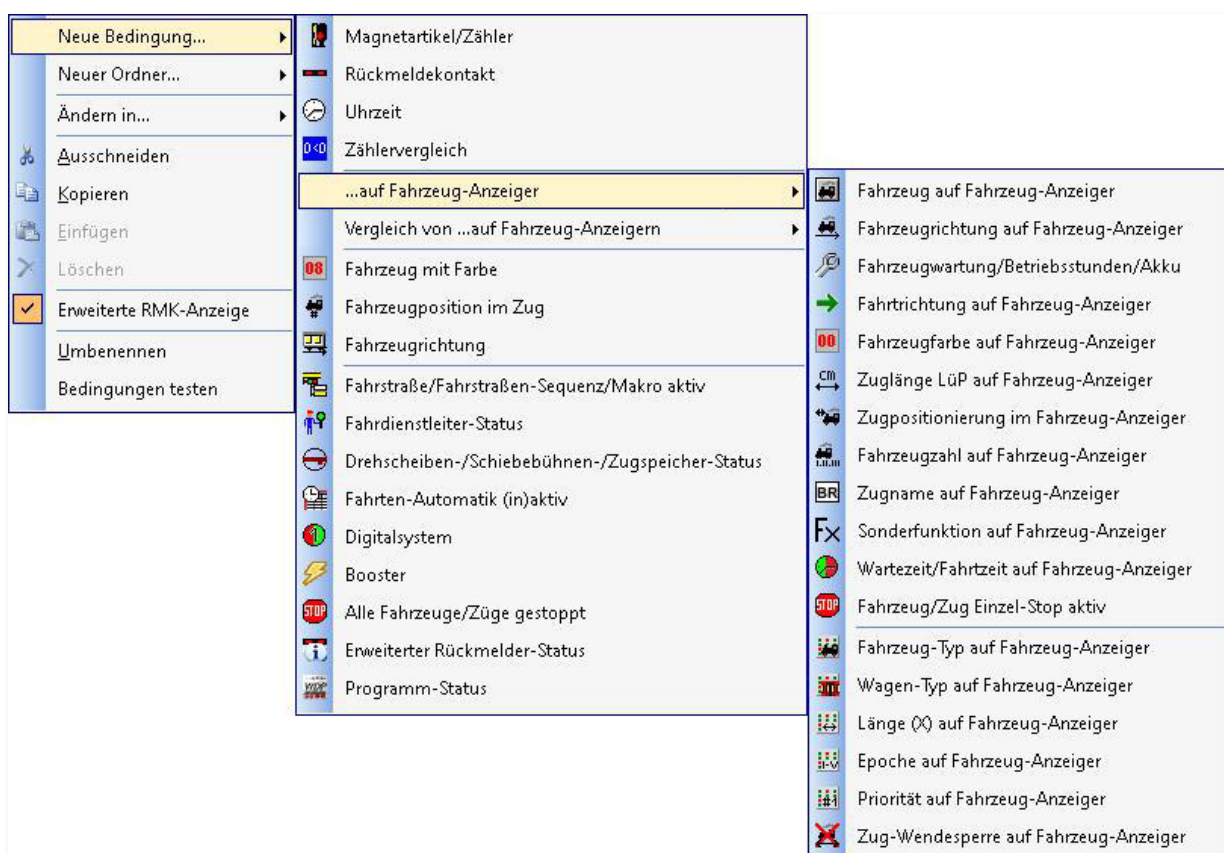 Neue Bedingung...
Neuer Ordner...
Ändern in...
Ausschneiden
Kopieren
Einfügen
Löschen
Erweiterte RMK-Anzeige
Umbenennen
Bedingungen testen
Magnetartikel/Zähler
Rückmeldekontakt
Uhrzeit
0<0 Zählervergleich
...auf Fahrzeug-Anzeiger
Vergleich von ...auf Fahrzeug-Anzeigern
08 Fahrzeug mit Farbe
Fahrzeugposition im Zug
Fahrzeugrichtung
Fahrstraße/Fahrstraßen-Sequenz/Makro aktiv
Fahrdienstleiter-Status
Drehscheiben-/Schiebebühnen-/Zugspeicher-Status
Fahrten-Automatik (in)aktiv
1 Digitalsystem
Booster
STOP Alle Fahrzeuge/Züge gestoppt
i Erweiterter Rückmelder-Status
WDP Programm-Status
Fahrzeug auf Fahrzeug-Anzeiger
Fahrzeugrichtung auf Fahrzeug-Anzeiger
Fahrzeugwartung/Betriebsstunden/Akku
Fahrtrichtung auf Fahrzeug-Anzeiger
00 Fahrzeugfarbe auf Fahrzeug-Anzeiger
cm Zuglänge LüP auf Fahrzeug-Anzeiger
Zugpositionierung im Fahrzeug-Anzeiger
I.II.III Fahrzeugzahl auf Fahrzeug-Anzeiger
BR Zugname auf Fahrzeug-Anzeiger
Fx Sonderfunktion auf Fahrzeug-Anzeiger
Wartezeit/Fahrtzeit auf Fahrzeug-Anzeiger
STOP Fahrzeug/Zug Einzel-Stop aktiv
Fahrzeug-Typ auf Fahrzeug-Anzeiger
Wagen-Typ auf Fahrzeug-Anzeiger
Länge (X) auf Fahrzeug-Anzeiger
I-V Epoche auf Fahrzeug-Anzeiger
#1 Priorität auf Fahrzeug-Anzeiger
Zug-Wendesperre auf Fahrzeug-Anzeiger